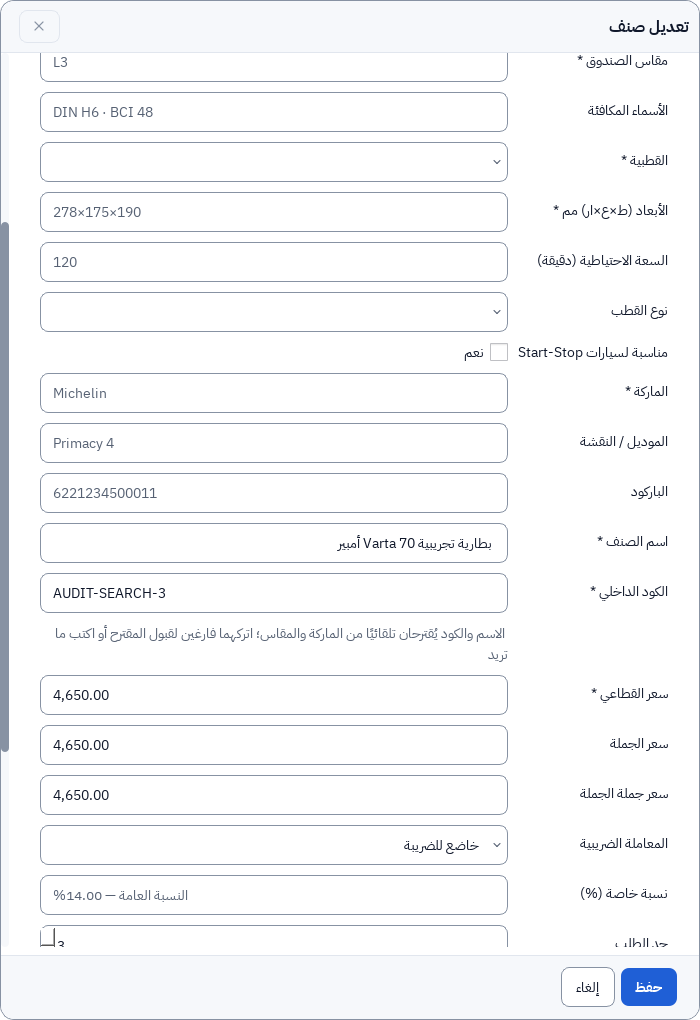 تعديل صنف
مقاس الصندوق *
L3
الأسماء المكافئة
DIN H6 · BCI 48
القطبية *
الأبعاد (ط×ع×ار) مم *
278×175×190
السعة الاحتياطية (دقيقة)
120
نوع القطب
مناسبة لسيارات Start-Stop
نعم
الماركة *
Michelin
الموديل / النقشة
Primacy 4
الباركود
6221234500011
اسم الصنف *
بطارية تجريبية Varta 70 أمبير
الكود الداخلي *
AUDIT-SEARCH-3
الاسم والكود يُقترحان تلقائيًا من الماركة والمقاس؛ اتركهما فارغين لقبول المقترح أو اكتب ما
تريد
سعر القطاعي *
4,650.00
سعر الجملة
4,650.00
سعر جملة الجملة
4,650.00
المعاملة الضريبية
خاضع للضريبة
نسبة خاصة (%)
النسبة العامة — 14.00%
حد الطلب
3
حفظ
إلغاء